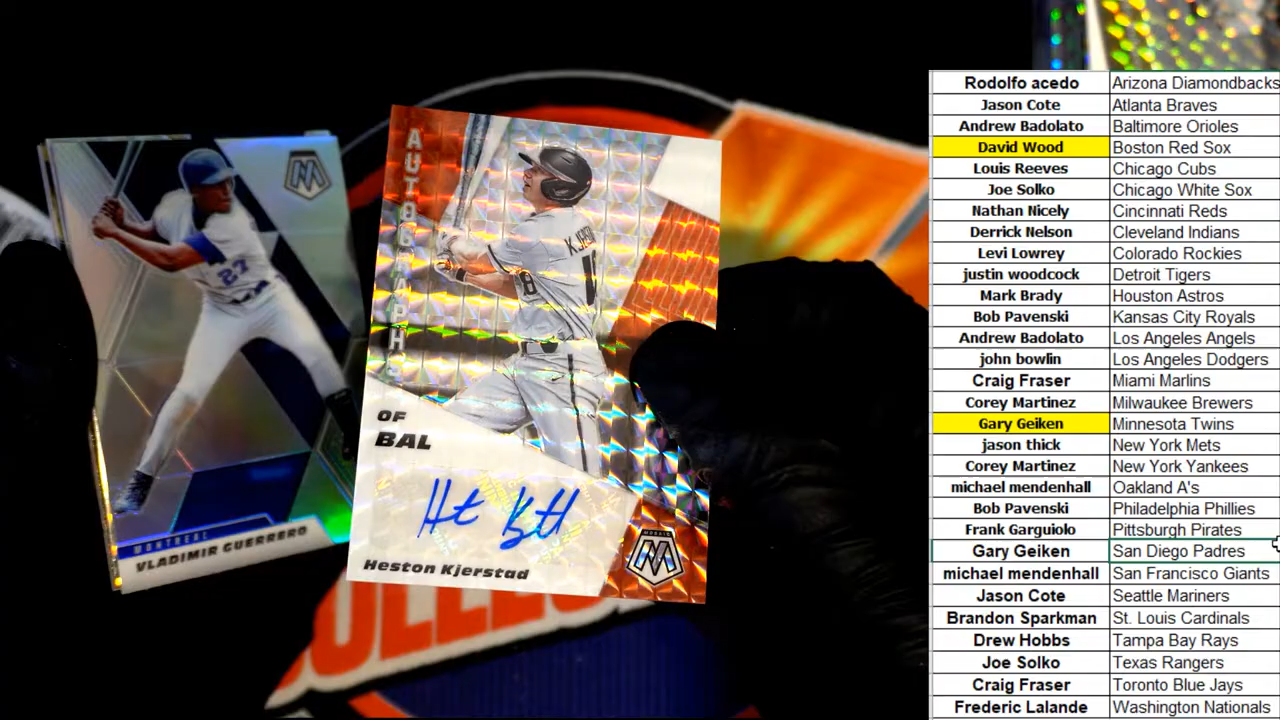 27
MONTREAL
VLADIMIR GUERRERO
AUTOGRAPH
OF
BAL
Heston Kjerstad
MOSAIC
M
Rodolfo acedo Arizona Diamondbacks
Jason Cote Atlanta Braves
Andrew Badolato Baltimore Orioles
David Wood Boston Red Sox
Louis Reeves Chicago Cubs
Joe Solko Chicago White Sox
Nathan Nicely Cincinnati Reds
Derrick Nelson Cleveland Indians
Levi Lowrey Colorado Rockies
justin woodcock Detroit Tigers
Mark Brady Houston Astros
Bob Pavenski Kansas City Royals
Andrew Badolato Los Angeles Angels
john bowlin Los Angeles Dodgers
Craig Fraser Miami Marlins
Corey Martinez Milwaukee Brewers
Gary Geiken Minnesota Twins
jason thick New York Mets
Corey Martinez New York Yankees
michael mendenhall Oakland A's
Bob Pavenski Philadelphia Phillies
Frank Garguiolo Pittsburgh Pirates
Gary Geiken San Diego Padres
michael mendenhall San Francisco Giants
Jason Cote Seattle Mariners
Brandon Sparkman St. Louis Cardinals
Drew Hobbs Tampa Bay Rays
Joe Solko Texas Rangers
Craig Fraser Toronto Blue Jays
Frederic Lalande Washington Nationals